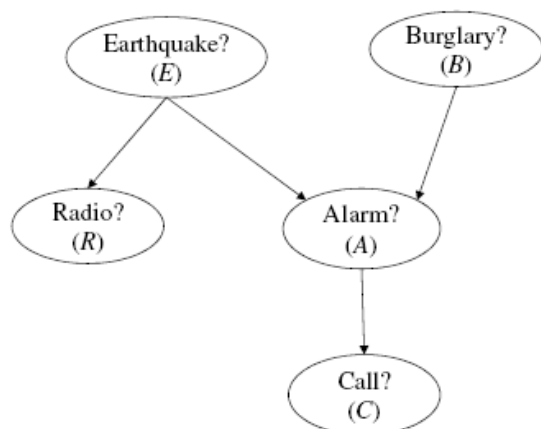 Earthquake?
(E)
Burglary?
(B)
Radio?
(R)
Alarm?
(A)
Call?
(C)